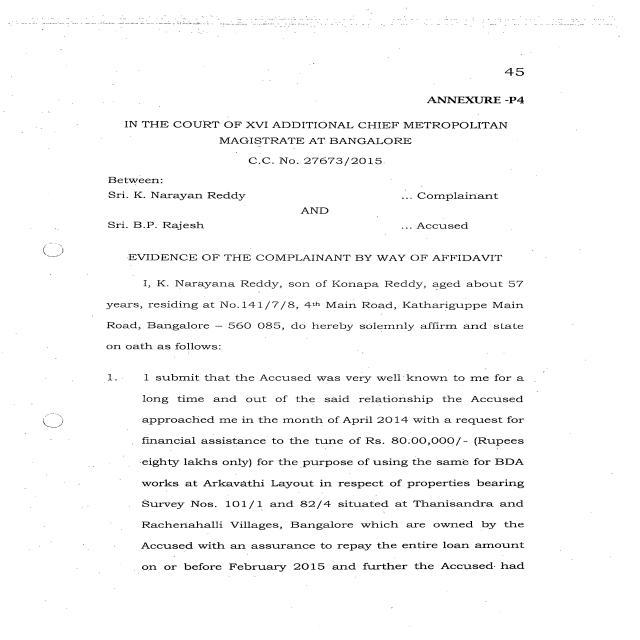 45
ANNEXURE -P4
IN THE COURT OF XVI ADDITIONAL CHIEF METROPOLITAN
MAGISTRATE AT BANGALORE
C.C. No. 27673/2015
Between:
Sri. K. Narayan Reddy ... Complainant
AND
Sri. B.P. Rajesh ... Accused
EVIDENCE OF THE COMPLAINANT BY WAY OF AFFIDAVIT
I, K. Narayana Reddy, son of Konapa Reddy, aged about 57
years, residing at No.141/7/8, 4th Main Road, Kathariguppe Main
Road, Bangalore – 560 085, do hereby solemnly affirm and state
on oath as follows:
1. I submit that the Accused was very well known to me for a
long time and out of the said relationship the Accused
approached me in the month of April 2014 with a request for
financial assistance to the tune of Rs. 80.00,000/- (Rupees
eighty lakhs only) for the purpose of using the same for BDA
works at Arkavathi Layout in respect of properties bearing
Survey Nos. 101/1 and 82/4 situated at Thanisandra and
Rachenahalli Villages, Bangalore which are owned by the
Accused with an assurance to repay the entire loan amount
on or before February 2015 and further the Accused had